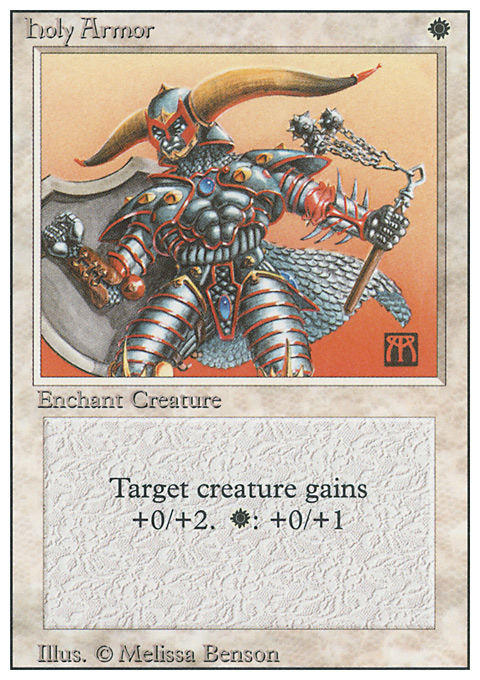 Holy Armor
Enchant Creature
Target creature gains
+0/+2. : +0/+1
Illus. © Melissa Benson